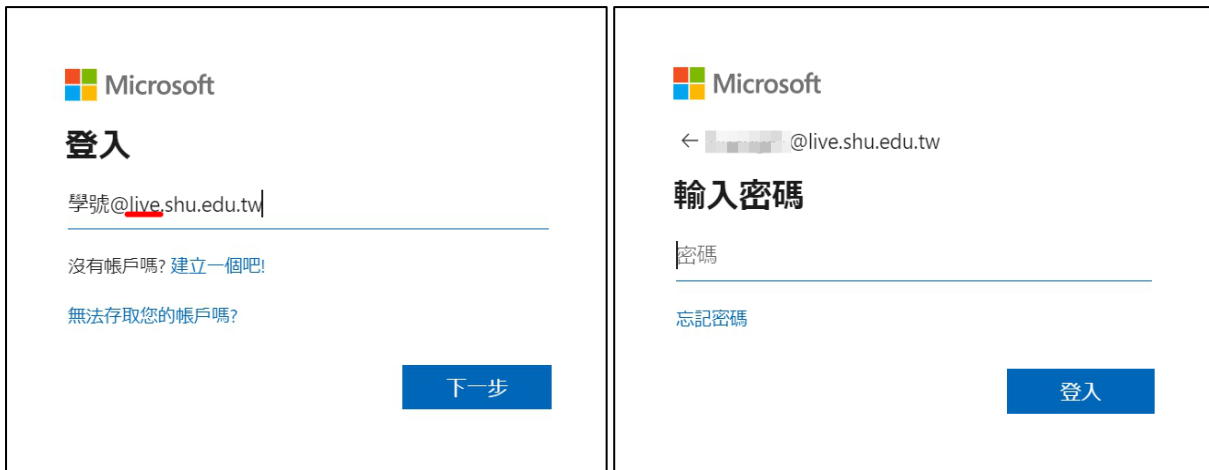 Microsoft
登入
學號@live.shu.edu.tw
沒有帳戶嗎? 建立一個吧!
無法存取您的帳戶嗎?
下一步
Microsoft
← @live.shu.edu.tw
輸入密碼
密碼
忘記密碼
登入